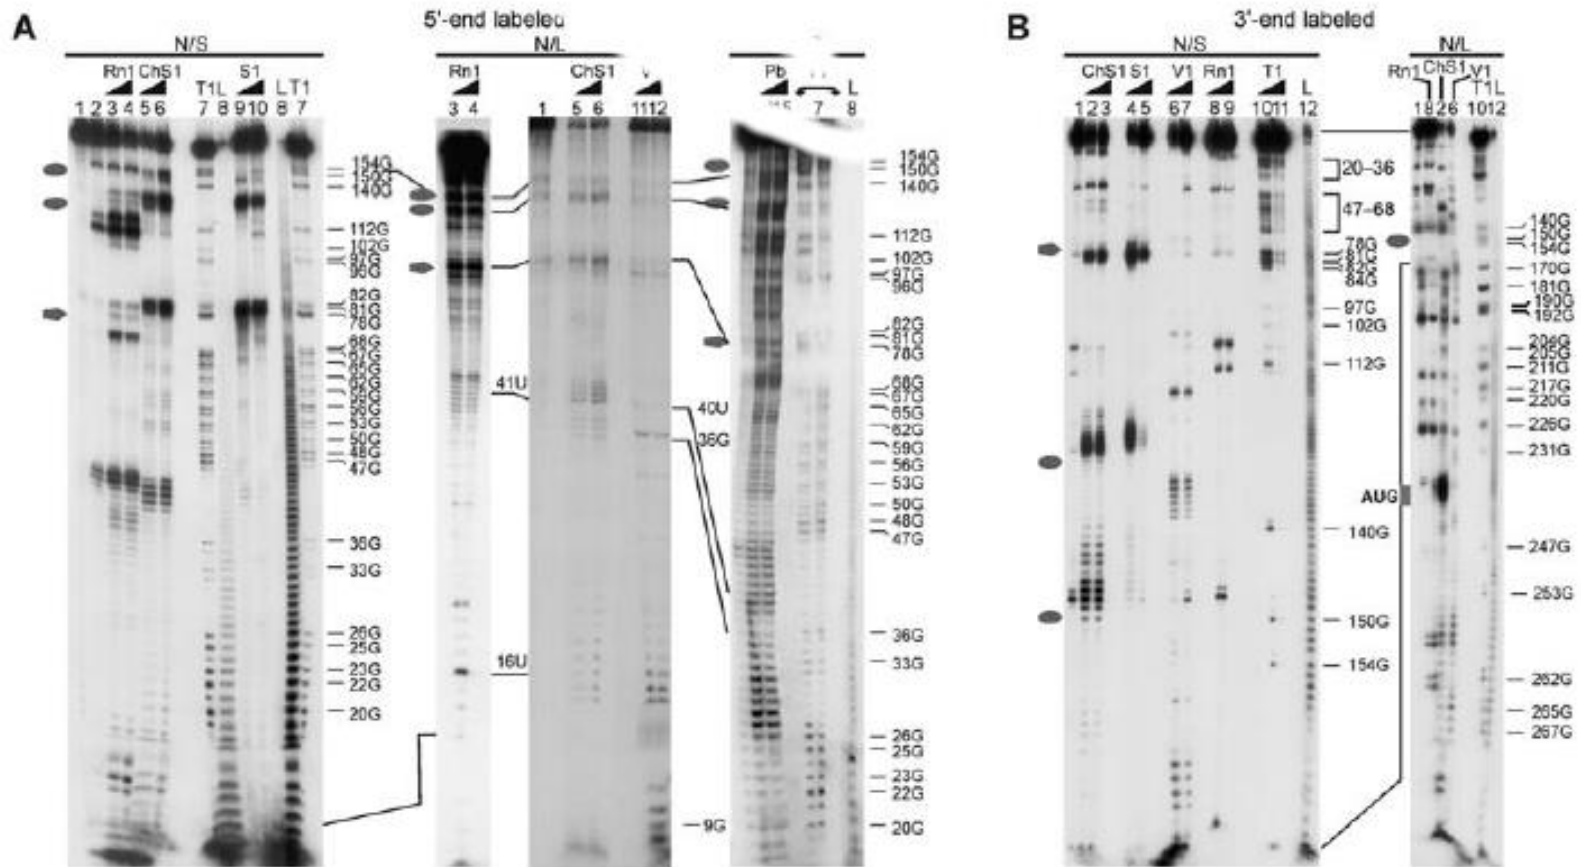 A
5'-end labeled
N/S
Rn1 ChS1 S1
T1 L L T1
1 2 3 4 5 6 7 8 9 10 8 7
154G
150G
140G
112G
102G
97G
96G
82G
81G
78G
68G
67G
65G
62G
59G
56G
53G
50G
48G
47G
36G
33G
26G
25G
23G
22G
20G
N/L
Rn1 ChS1
3 4 1 5 6 11 12
41U
16U
40U
36G
9G
Pb L
7 8
154G
150G
140G
112G
102G
97G
96G
82G
81G
78G
68G
67G
65G
62G
59G
56G
53G
50G
48G
47G
36G
33G
26G
25G
23G
22G
20G
B
3'-end labeled
N/S
ChS1 S1 V1 Rn1 T1 L
1 2 3 4 5 6 7 8 9 10 11 12
20–36
47–68
78G
81G
82G
84G
97G
102G
112G
AUG
140G
150G
154G
N/L
Rn1 ChS1 V1
T1 L
1 8 2 6 10 12
140G
150G
154G
170G
181G
190G
192G
204G
205G
211G
217G
220G
226G
231G
247G
253G
262G
265G
267G